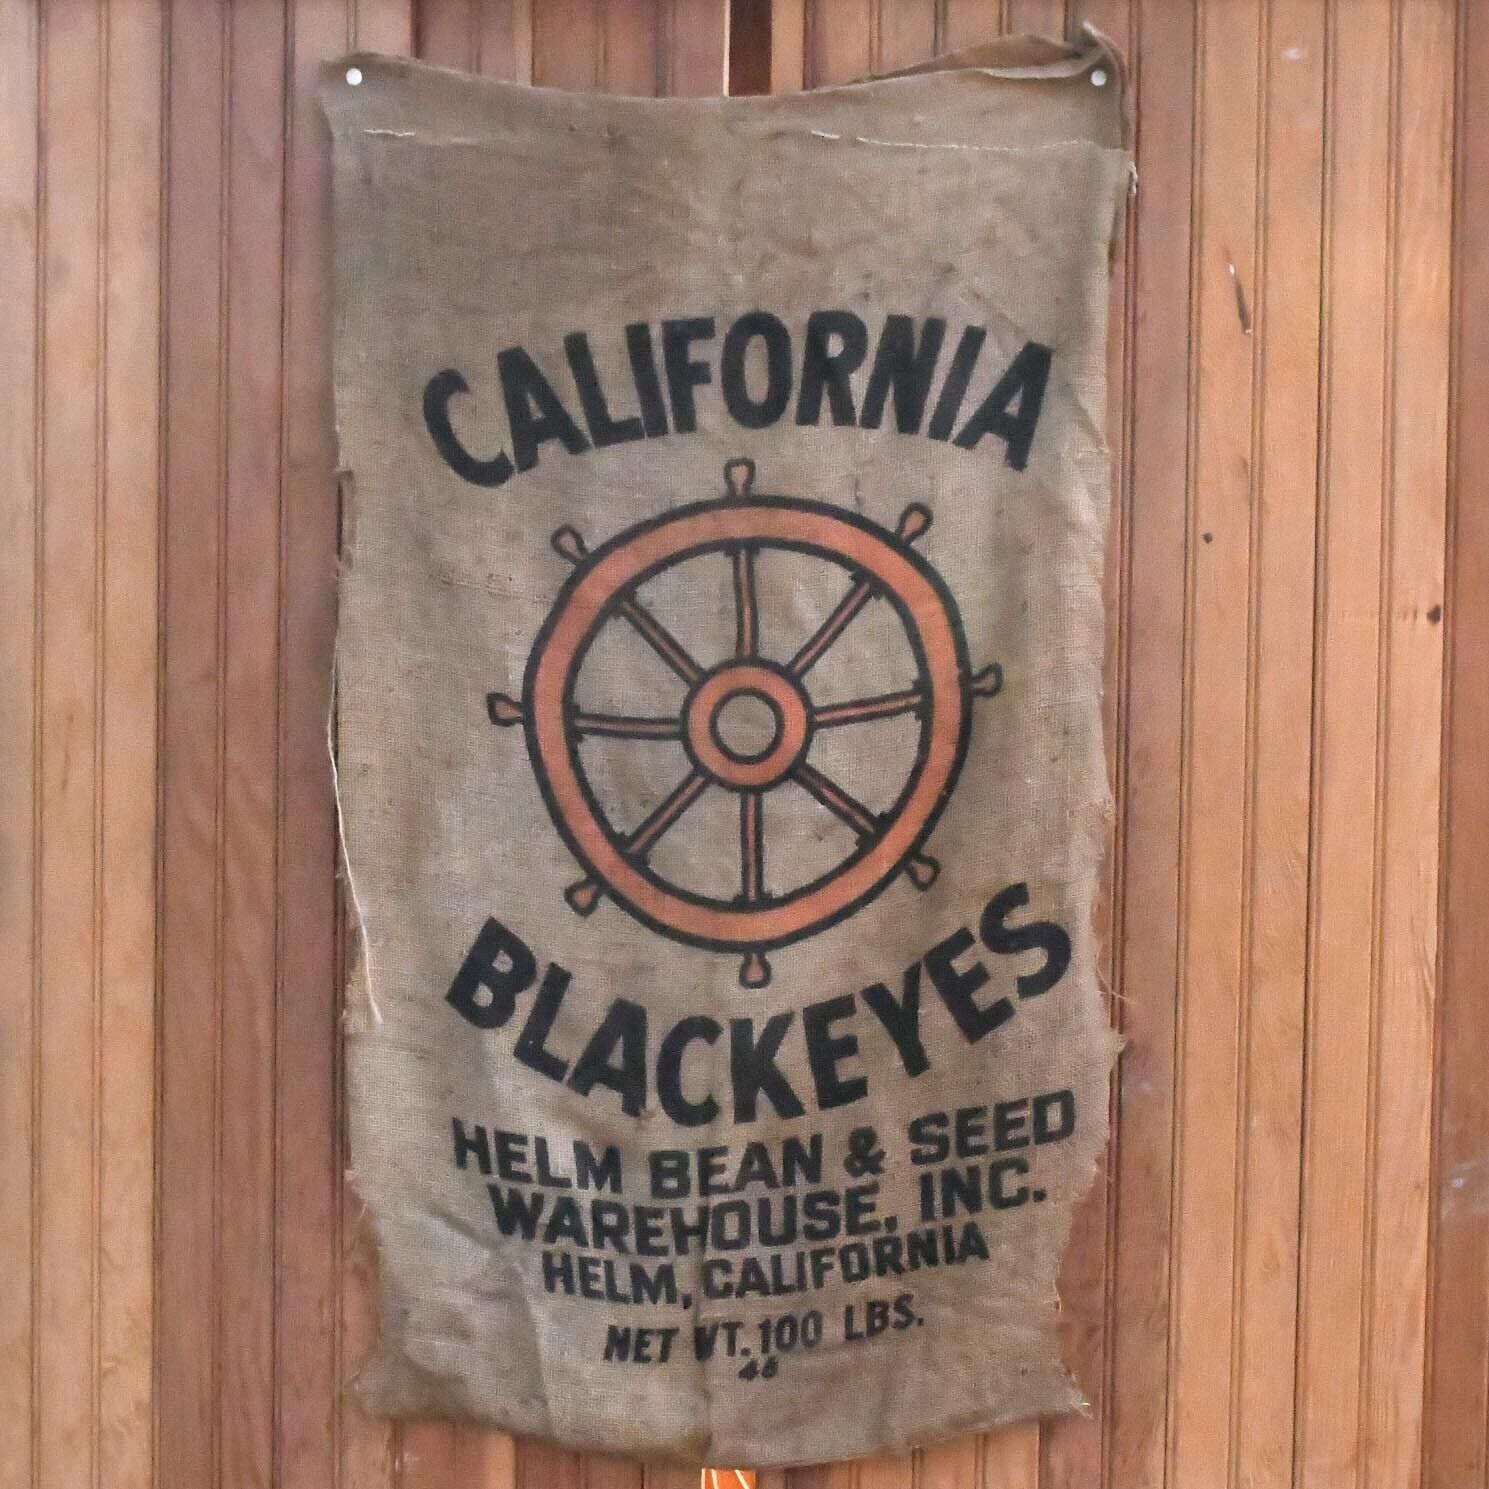 CALIFORNIA
BLACKEYES
HELM BEAN & SEED
WAREHOUSE, INC.
HELM, CALIFORNIA
NET WT. 100 LBS.